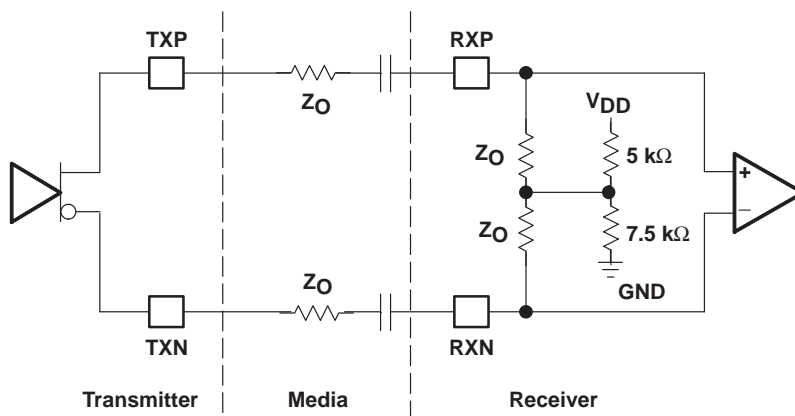 TXP
RXP
ZO
VDD
ZO
5 kΩ
+
−
ZO
7.5 kΩ
ZO
GND
TXN
RXN
Transmitter
Media
Receiver